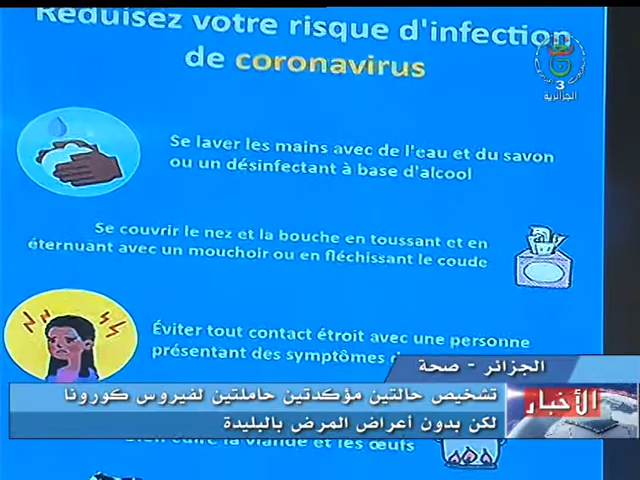 Réduisez votre risque d'infection
de coronavirus
3
الجزائرية
Se laver les mains avec de l'eau et du savon
ou un désinfectant à base d'alcool
Se couvrir le nez et la bouche en toussant et en
éternuant avec un mouchoir ou en fléchissant le coude
Éviter tout contact étroit avec une personne
présentant des symptômes
الجزائر - صحة
تشخيص حالتين مؤكدتين حاملتين لفيروس كورونا
لكن بدون أعراض المرض بالبليدة
الأخبار
Bien cuire la viande et les œufs